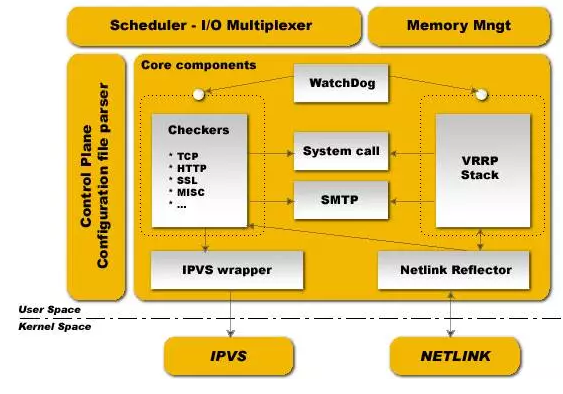 Scheduler - I/O Multiplexer
Memory Mngt
Control Plane
Configuration file parser
Core components
WatchDog
Checkers
* TCP
* HTTP
* SSL
* MISC
* ...
System call
SMTP
VRRP
Stack
IPVS wrapper
Netlink Reflector
User Space
Kernel Space
IPVS
NETLINK